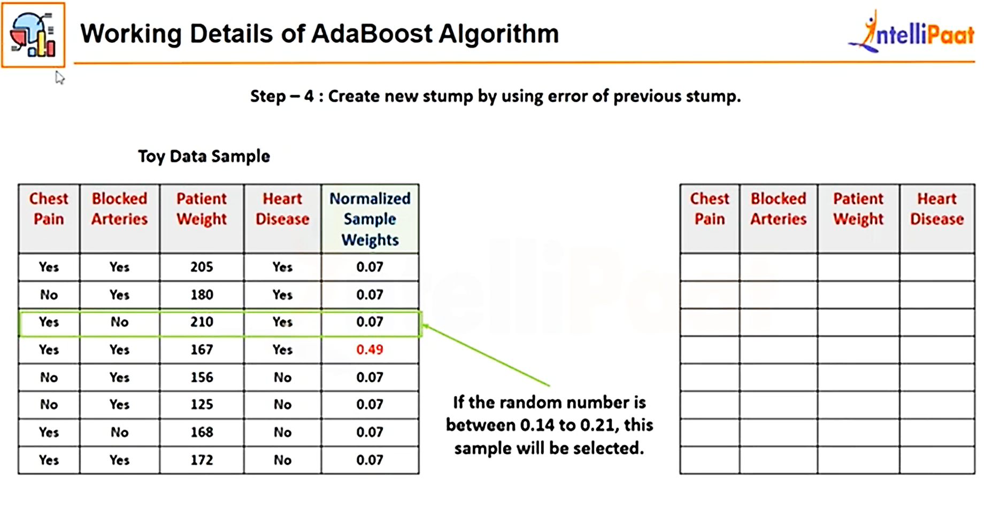 Working Details of AdaBoost Algorithm
intelliPaat
Step – 4 : Create new stump by using error of previous stump.
Toy Data Sample
Chest Pain Blocked Arteries Patient Weight Heart Disease Normalized Sample Weights
Yes Yes 205 Yes 0.07
No Yes 180 Yes 0.07
Yes No 210 Yes 0.07
Yes Yes 167 Yes 0.49
No Yes 156 No 0.07
No Yes 125 No 0.07
Yes No 168 No 0.07
Yes Yes 172 No 0.07
If the random number is
between 0.14 to 0.21, this
sample will be selected.
Chest Pain Blocked Arteries Patient Weight Heart Disease